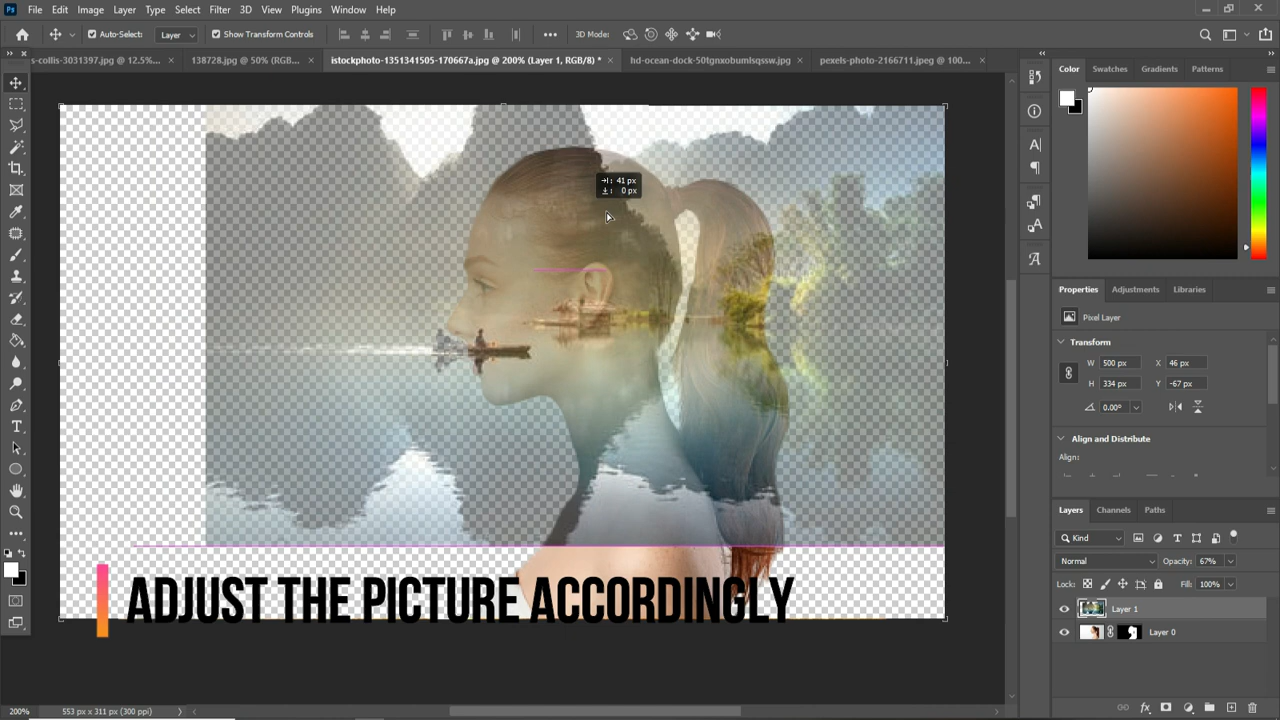 Ps File Edit Image Layer Type Select Filter 3D View Plugins Window Help
Auto-Select: Layer Show Transform Controls 3D Mode:
s-collis-3031397.jpg @ 12.5%... × 138728.jpg @ 50% (RGB... × istockphoto-1351341505-170667a.jpg @ 200% (Layer 1, RGB/8) * × hd-ocean-dock-50tgnxobumlsqssw.jpg × pexels-photo-2166711.jpeg @ 100... ×
Color Swatches Gradients Patterns
41 px
0 px
Properties Adjustments Libraries
Pixel Layer
Transform
W 500 px X 46 px
H 334 px Y -67 px
0.00°
Align and Distribute
Align:
Layers Channels Paths
Kind
Normal Opacity: 67%
Lock: Fill: 100%
Layer 1
Layer 0
ADJUST THE PICTURE ACCORDINGLY
200% 553 px x 311 px (300 ppi)